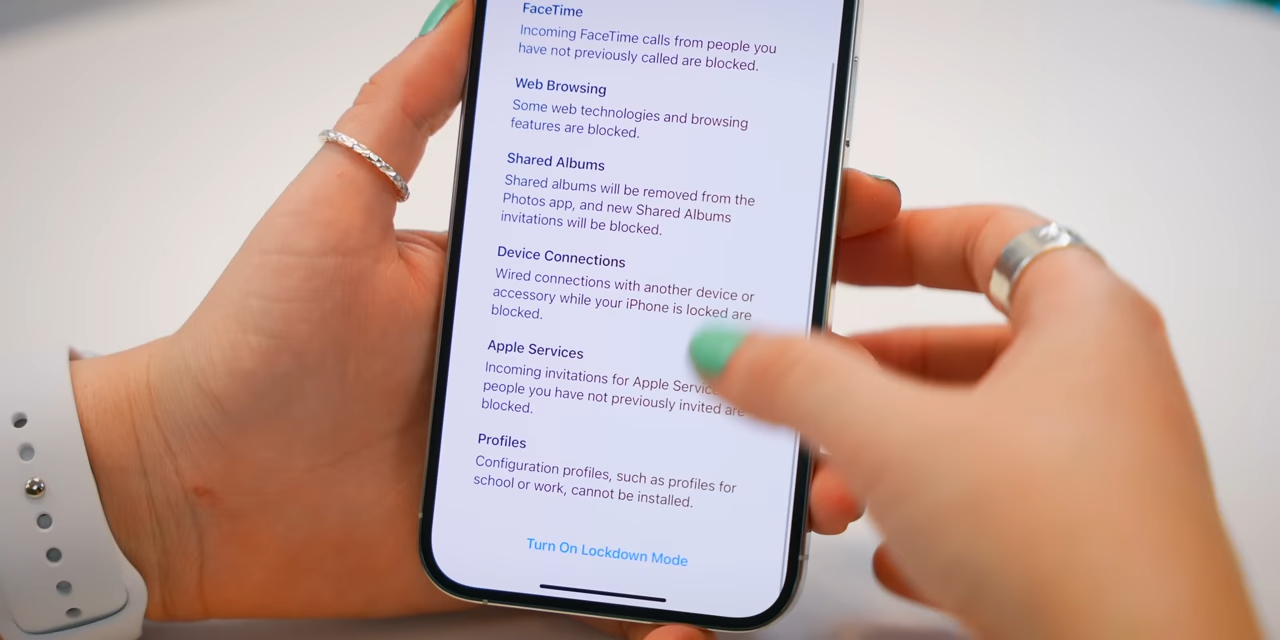 FaceTime
Incoming FaceTime calls from people you
have not previously called are blocked.
Web Browsing
Some web technologies and browsing
features are blocked.
Shared Albums
Shared albums will be removed from the
Photos app, and new Shared Albums
invitations will be blocked.
Device Connections
Wired connections with another device or
accessory while your iPhone is locked are
blocked.
Apple Services
Incoming invitations for Apple
people you have not previously invited are
blocked.
Profiles
Configuration profiles, such as profiles for
school or work, cannot be installed.
Turn On Lockdown Mode